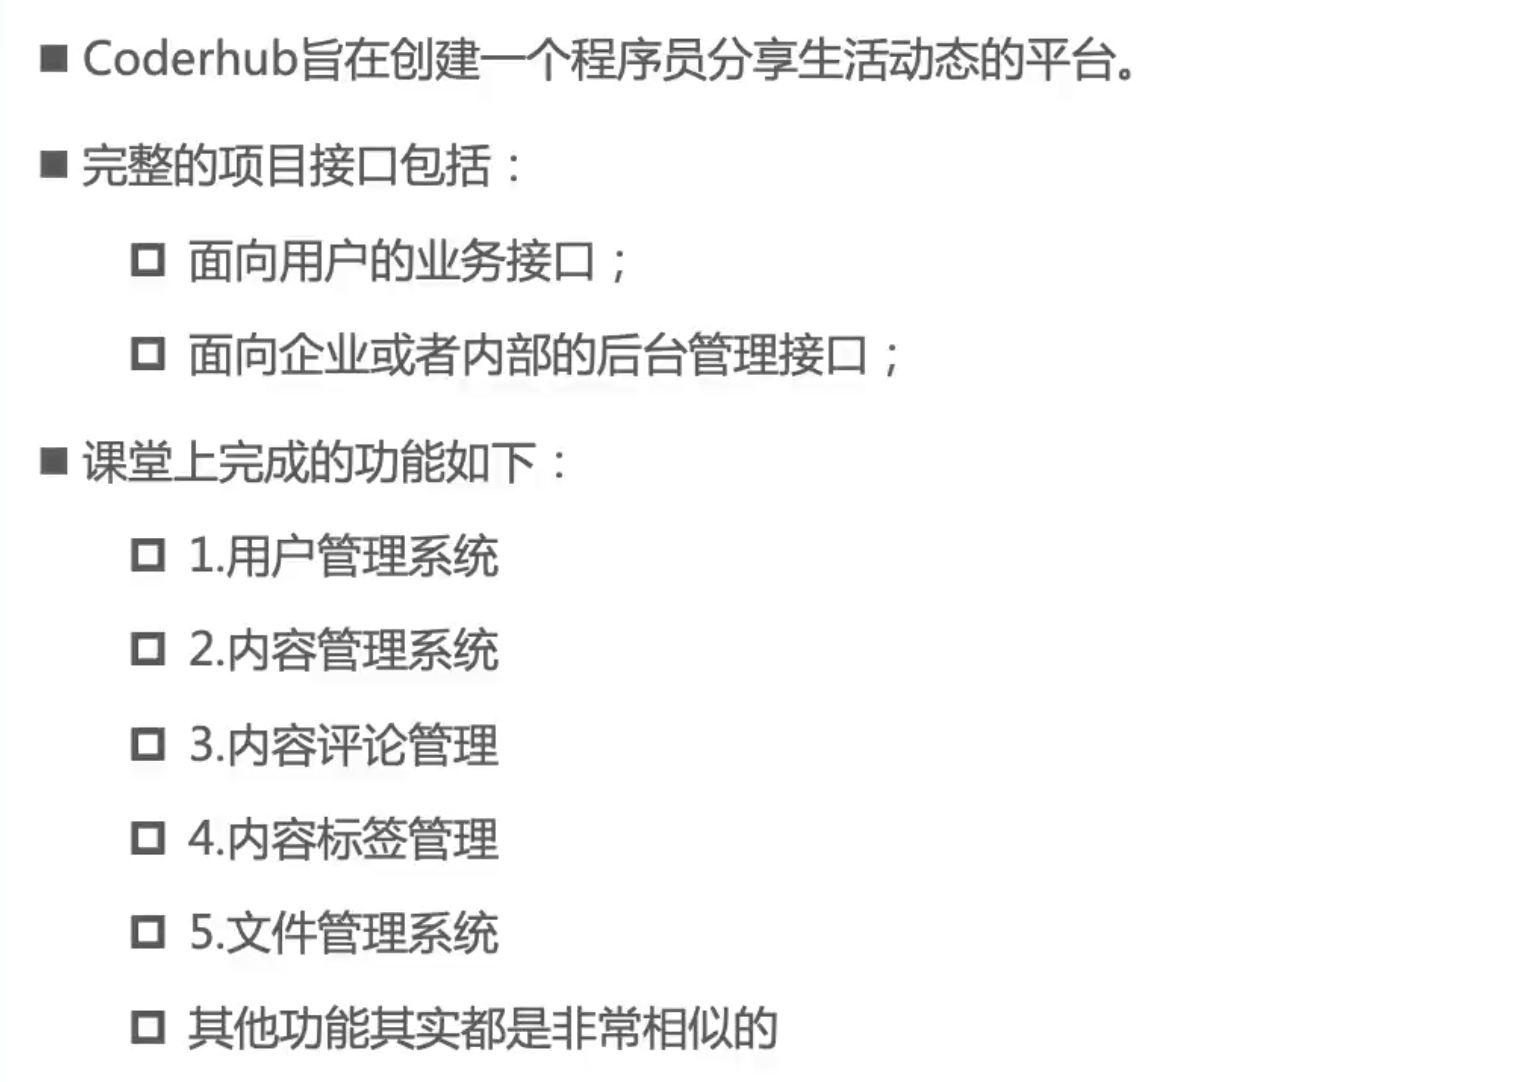 Coderhub旨在创建一个程序员分享生活动态的平台。
完整的项目接口包括：
面向用户的业务接口；
面向企业或者内部的后台管理接口；
课堂上完成的功能如下：
1.用户管理系统
2.内容管理系统
3.内容评论管理
4.内容标签管理
5.文件管理系统
其他功能其实都是非常相似的